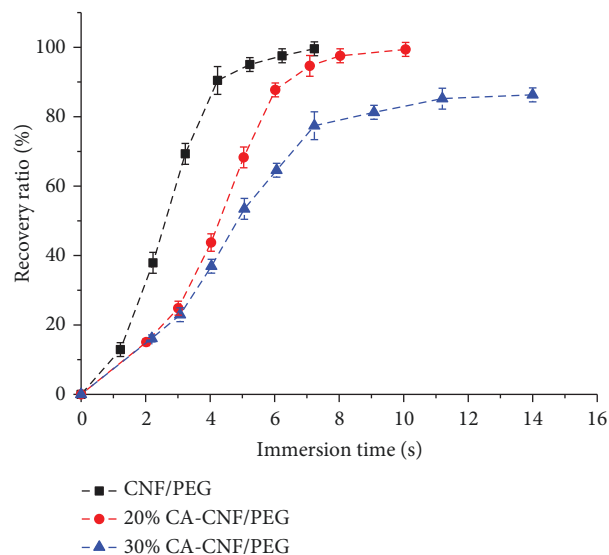 100
80
60
40
20
0
Recovery ratio (%)
0 2 4 6 8 10 12 14 16
Immersion time (s)
CNF/PEG
20% CA-CNF/PEG
30% CA-CNF/PEG